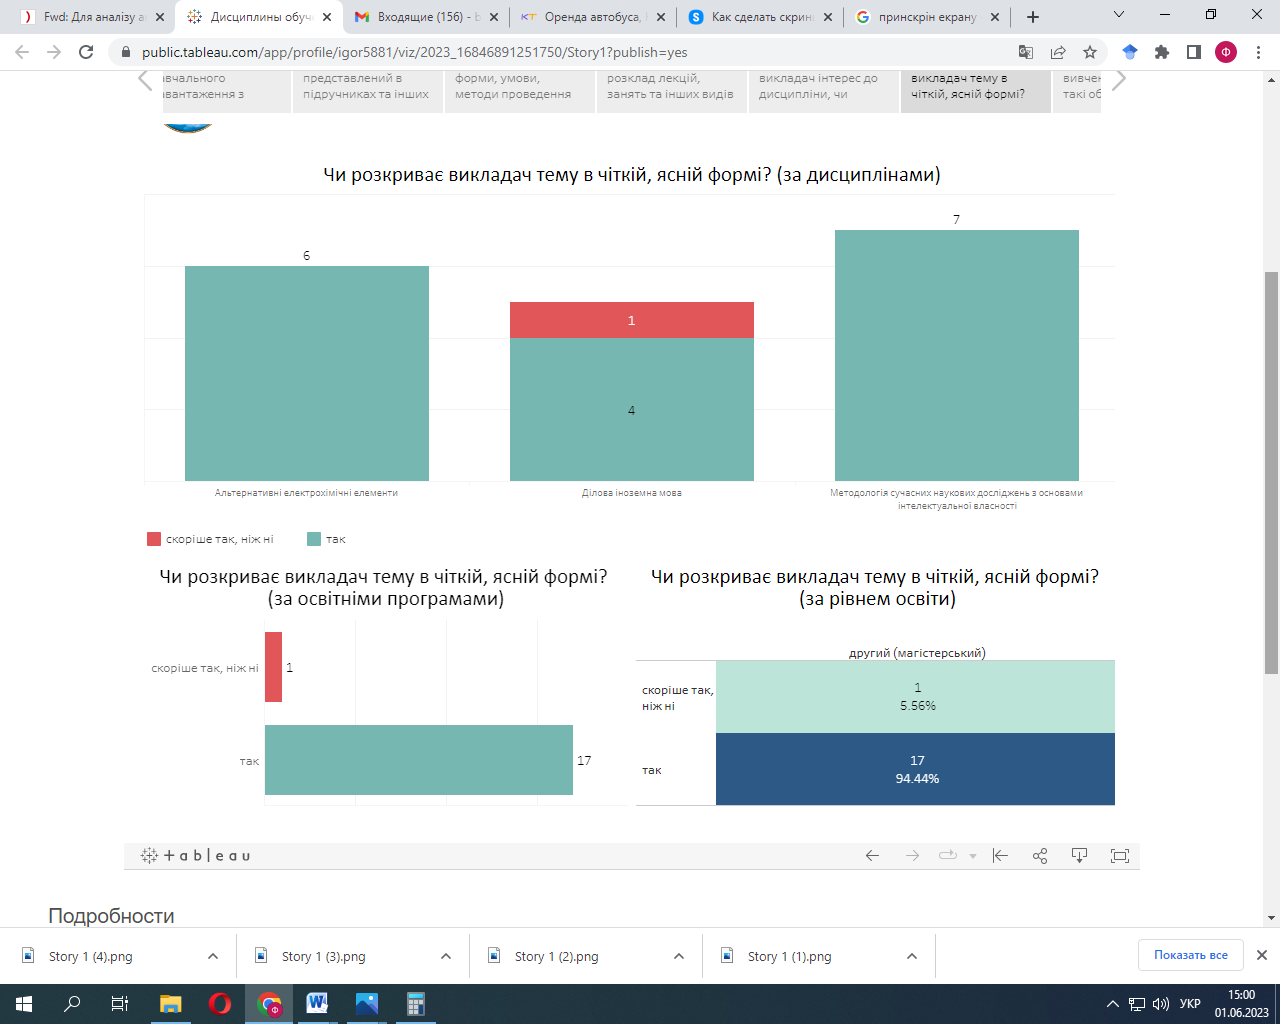 Fwd: Для аналізу а
Дисциплины обуч
Входящие (156) - b
Оренда автобуса,
Как сделать скрин
принскрін екрану
public.tableau.com/app/profile/igor5881/viz/2023_16846891251750/Story1?publish=yes
Ф
авчального
авантаження з
представлений в
підручниках та інших
форми, умови,
методи проведення
розклад лекцій,
занять та інших видів
викладач інтерес до
дисципліни, чи
викладач тему в
чіткій, ясній формі?
вивчен
такі об
Чи розкриває викладач тему в чіткій, ясній формі? (за дисциплінами)
6
1
4
7
Альтернативні електрохімічні елементи
Ділова іноземна мова
Методологія сучасних наукових досліджень з основами
інтелектуальної власності
скоріше так, ніж ні
так
Чи розкриває викладач тему в чіткій, ясній формі?
(за освітніми програмами)
скоріше так, ніж ні
1
так
17
Чи розкриває викладач тему в чіткій, ясній формі?
(за рівнем освіти)
другий (магістерський)
скоріше так,
ніж ні
1
5.56%
так
17
94.44%
+ableau
Подробности
Story 1 (4).png
Story 1 (3).png
Story 1 (2).png
Story 1 (1).png
Показать все
УКР
15:00
01.06.2023